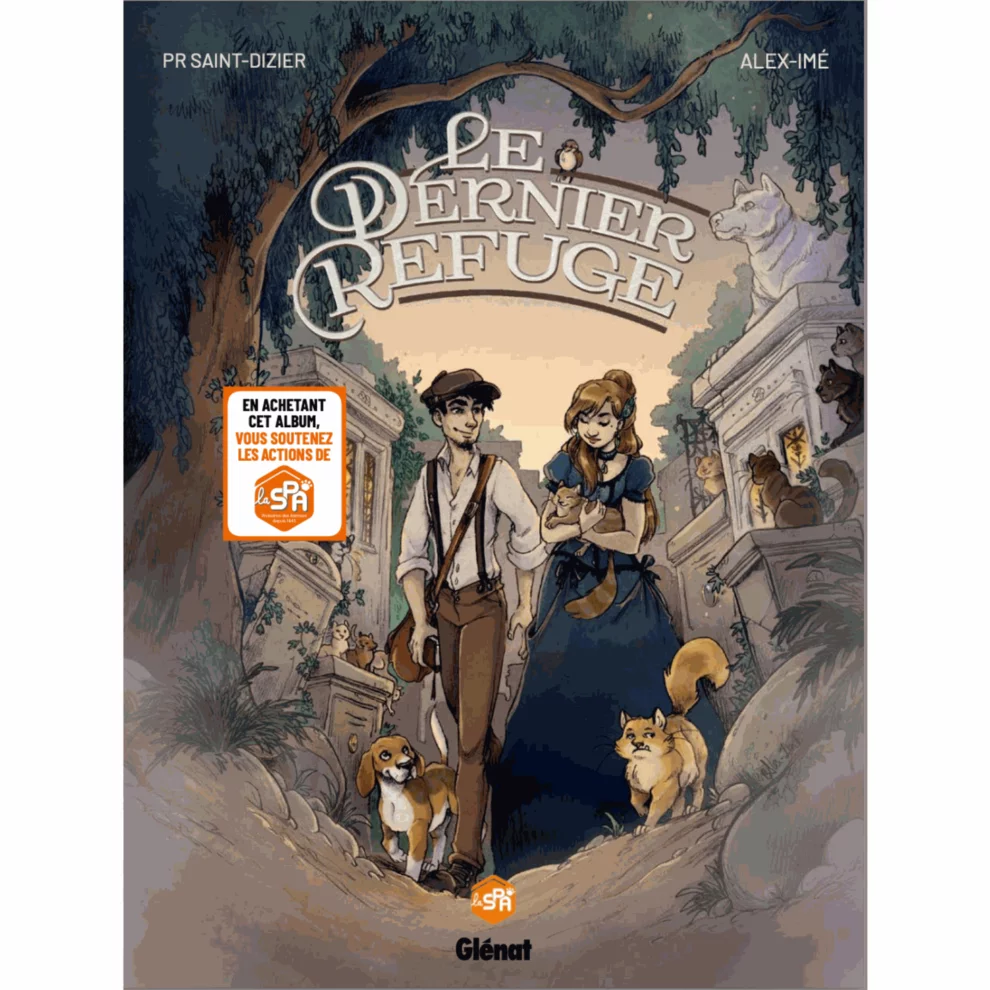 PR SAINT-DIZIER
ALEX-IMÉ
LE
DERNIER
REFUGE
EN ACHETANT
CET ALBUM,
VOUS SOUTENEZ
LES ACTIONS DE
la SPA
la SPA
Glénat